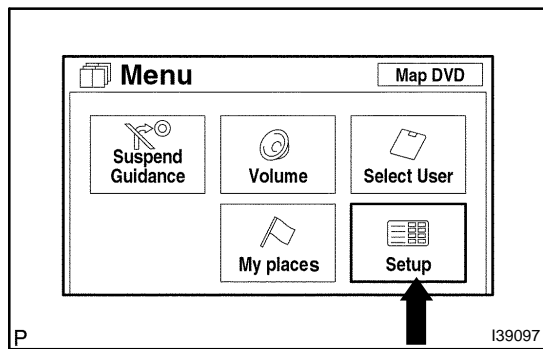 Menu
Map DVD
Suspend
Guidance
Volume
Select User
My places
Setup
P
I39097